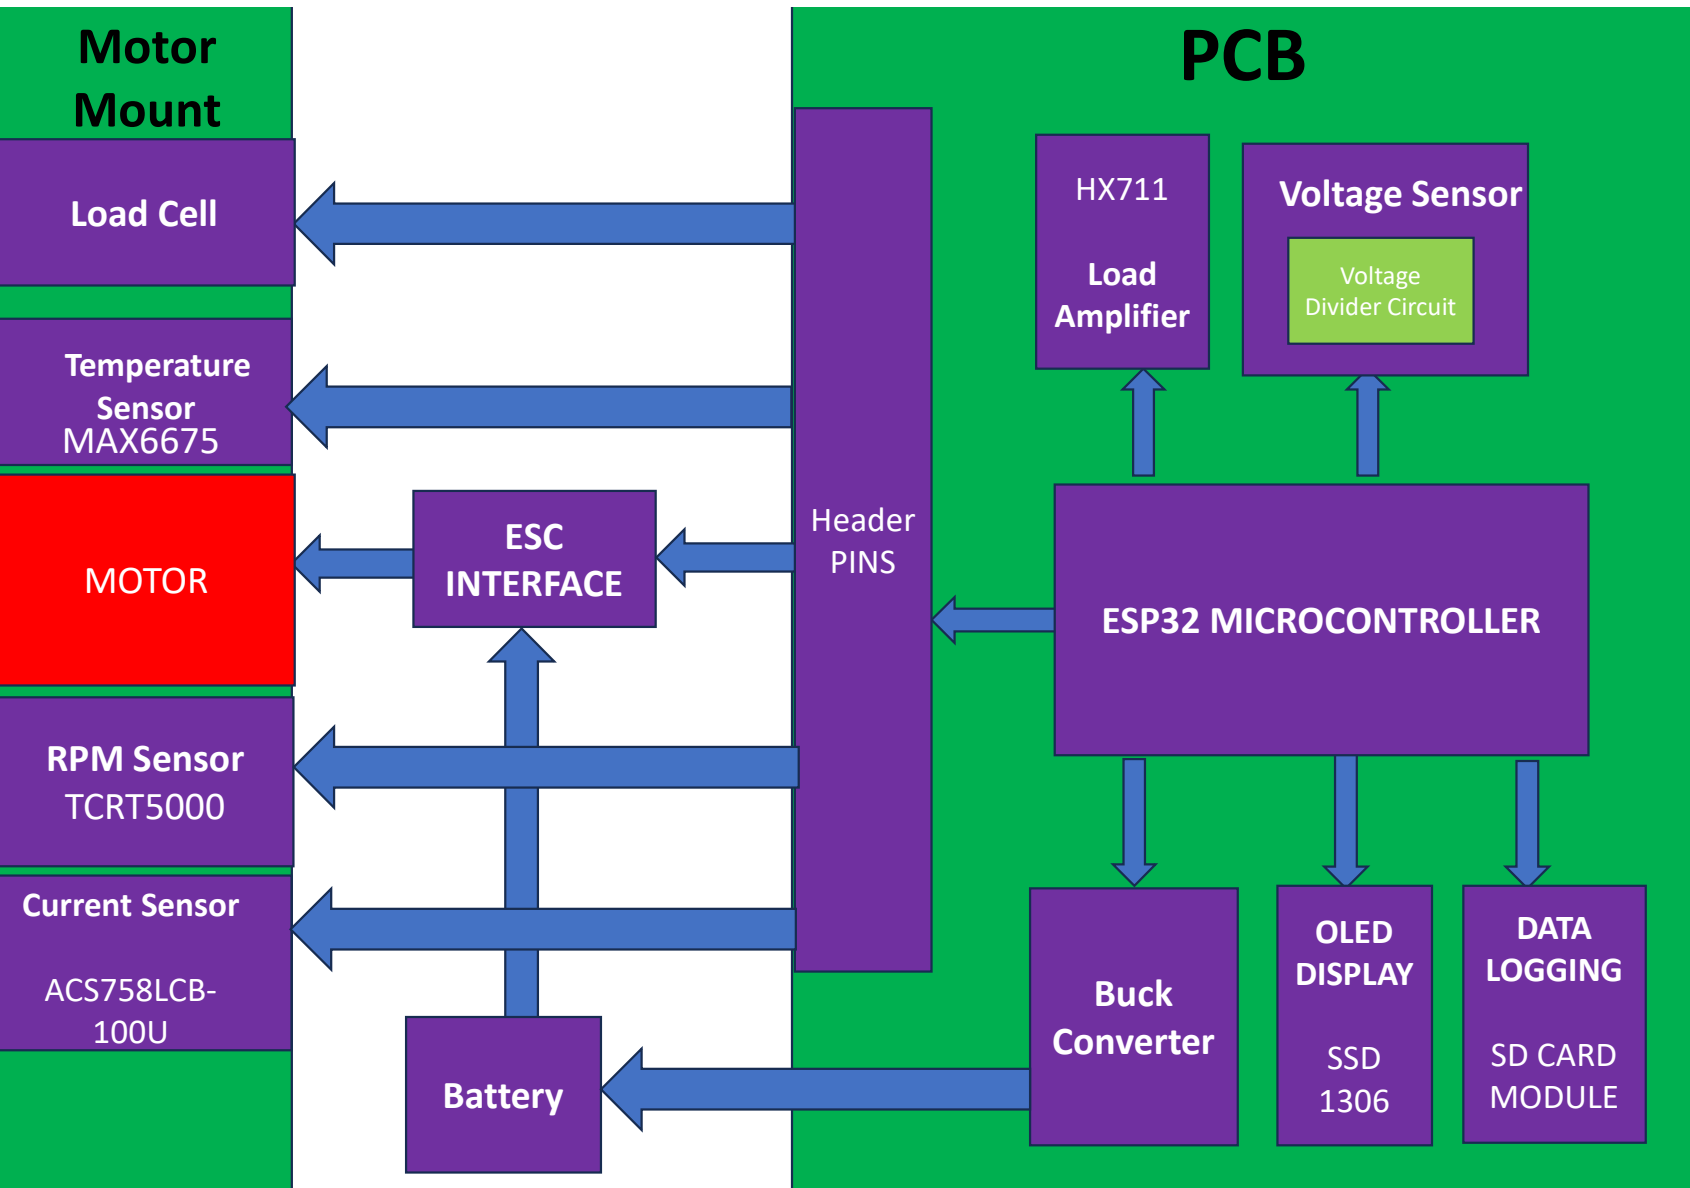 Motor
Mount
PCB
Load Cell
Temperature
Sensor
MAX6675
MOTOR
RPM Sensor
TCRT5000
Current Sensor
ACS758LCB-
100U
ESC
INTERFACE
Battery
Header
PINS
HX711
Load
Amplifier
Voltage Sensor
Voltage
Divider Circuit
ESP32 MICROCONTROLLER
Buck
Converter
OLED
DISPLAY
SSD
1306
DATA
LOGGING
SD CARD
MODULE